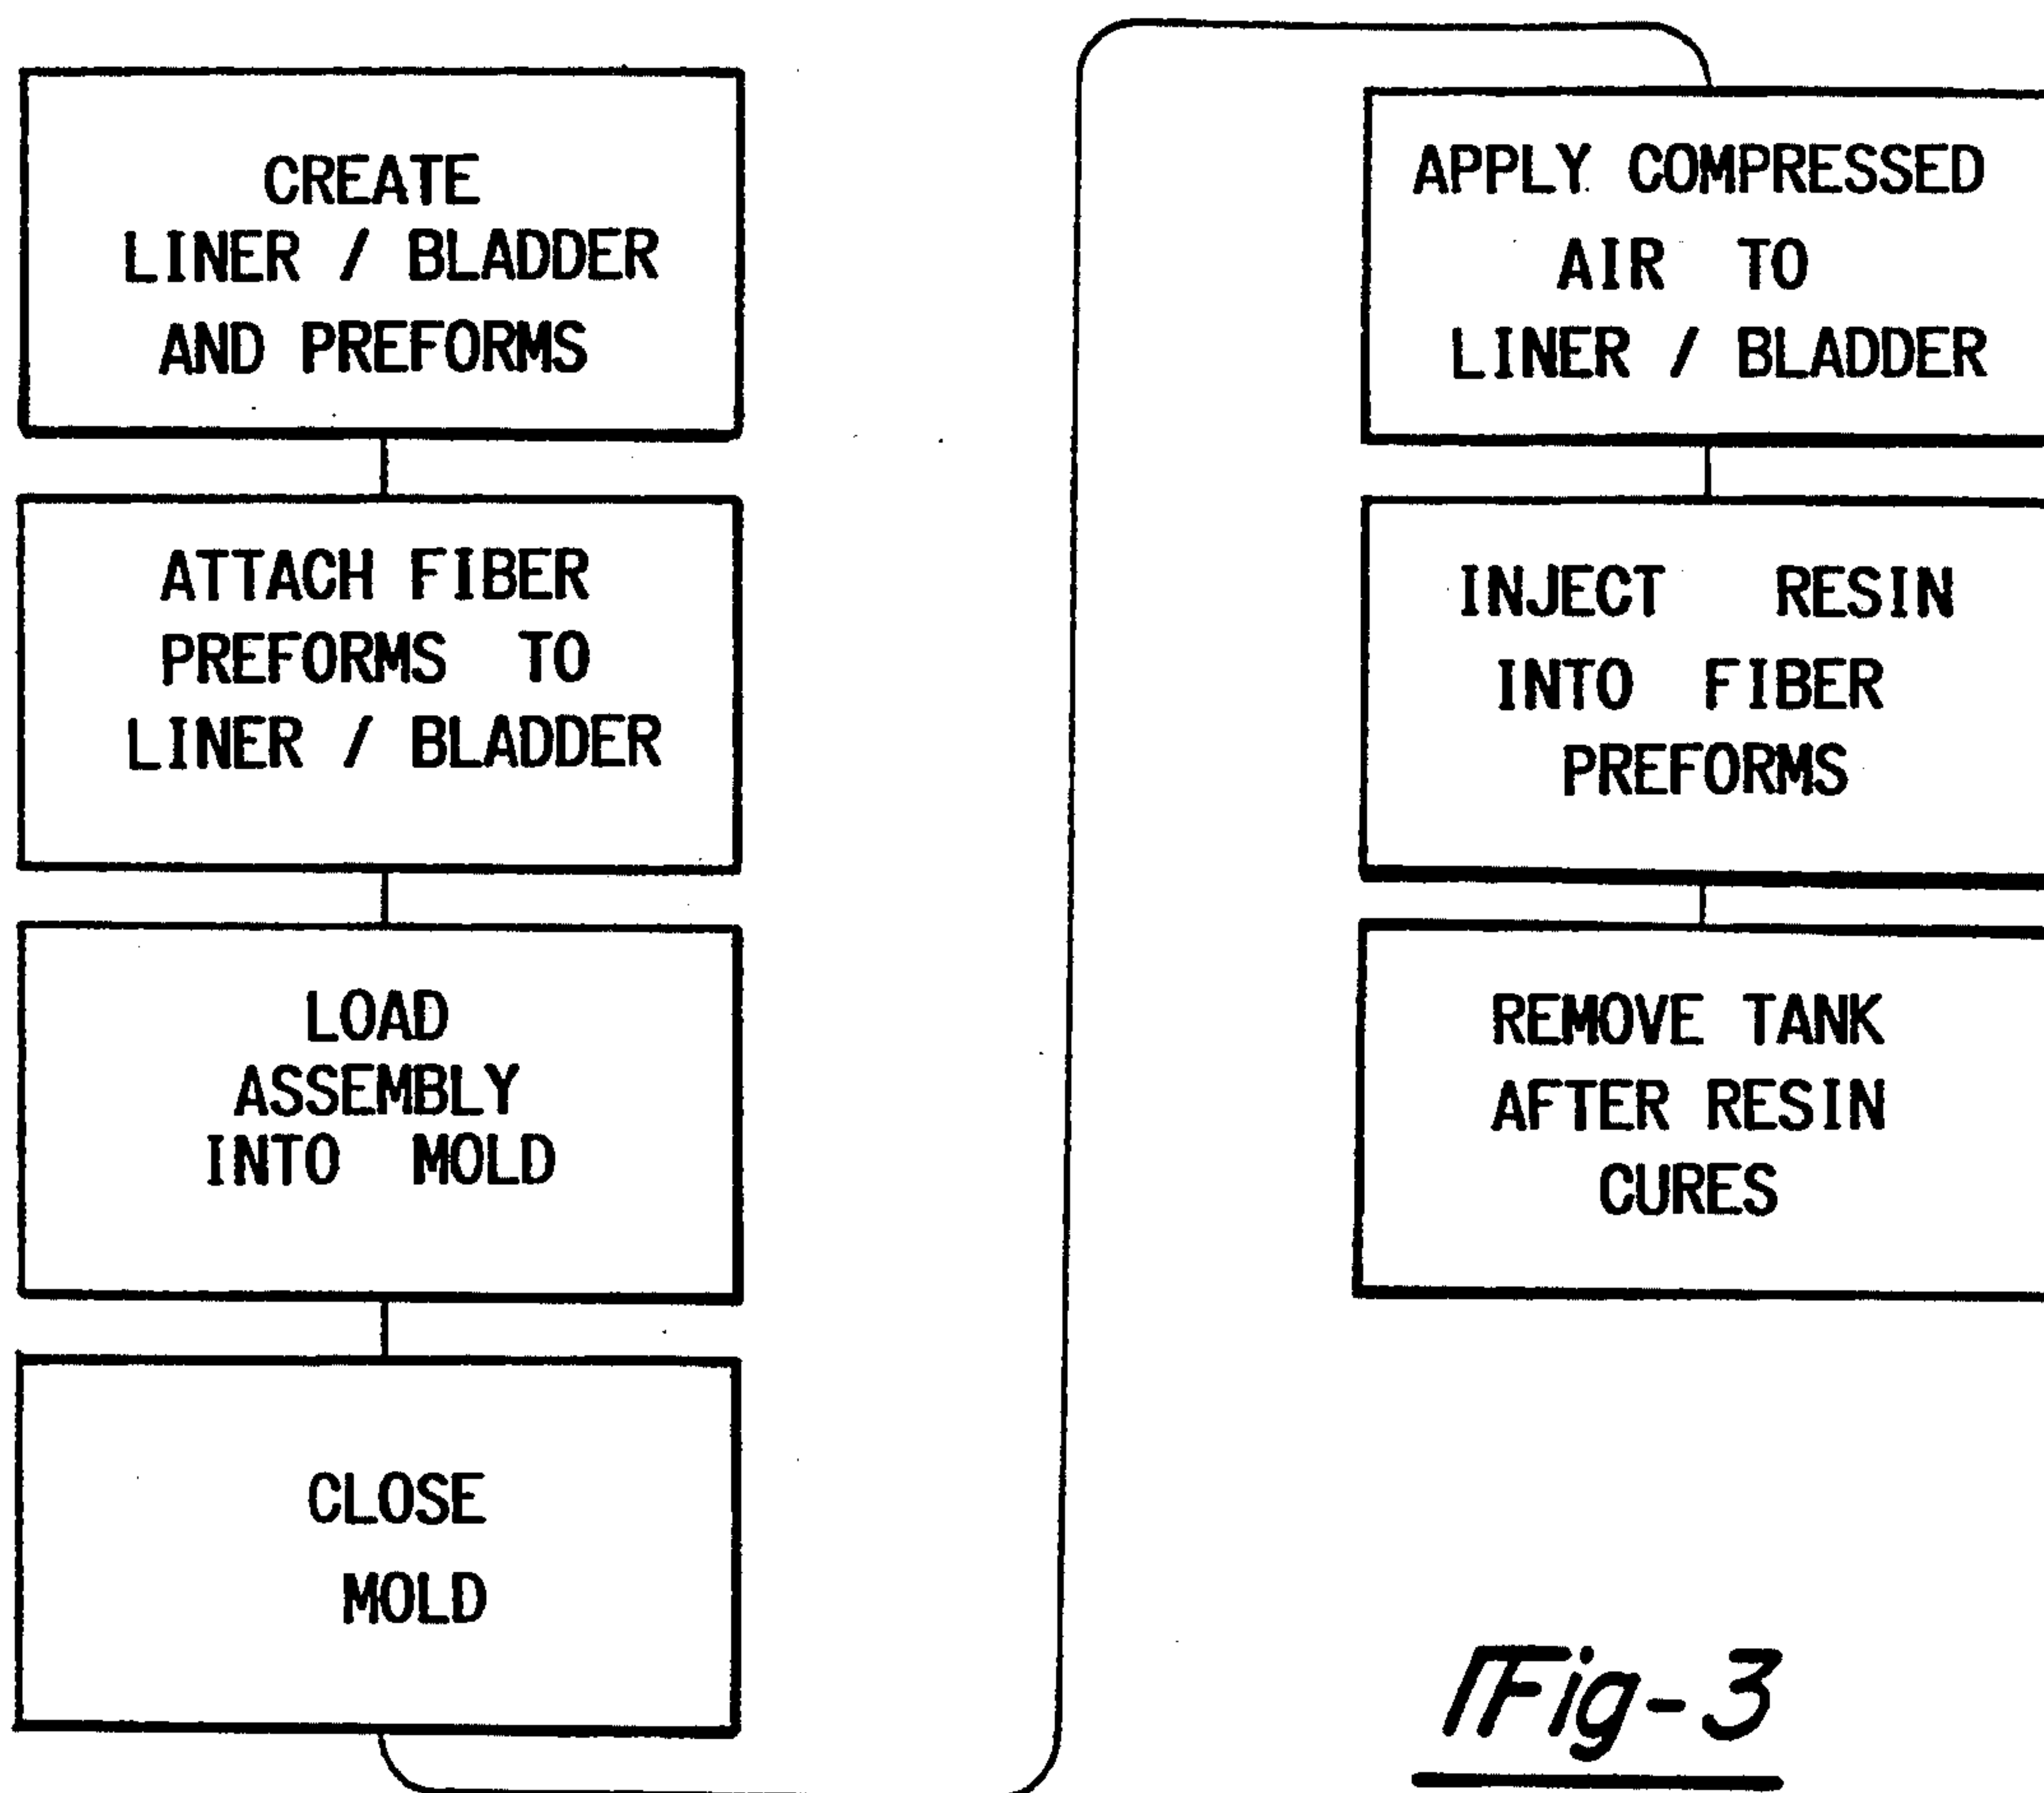 CREATE
LINER / BLADDER
AND PREFORMS
ATTACH FIBER
PREFORMS TO
LINER / BLADDER
LOAD
ASSEMBLY
INTO MOLD
CLOSE
MOLD
APPLY COMPRESSED
AIR TO
LINER / BLADDER
INJECT RESIN
INTO FIBER
PREFORMS
REMOVE TANK
AFTER RESIN
CURES
Fig-3